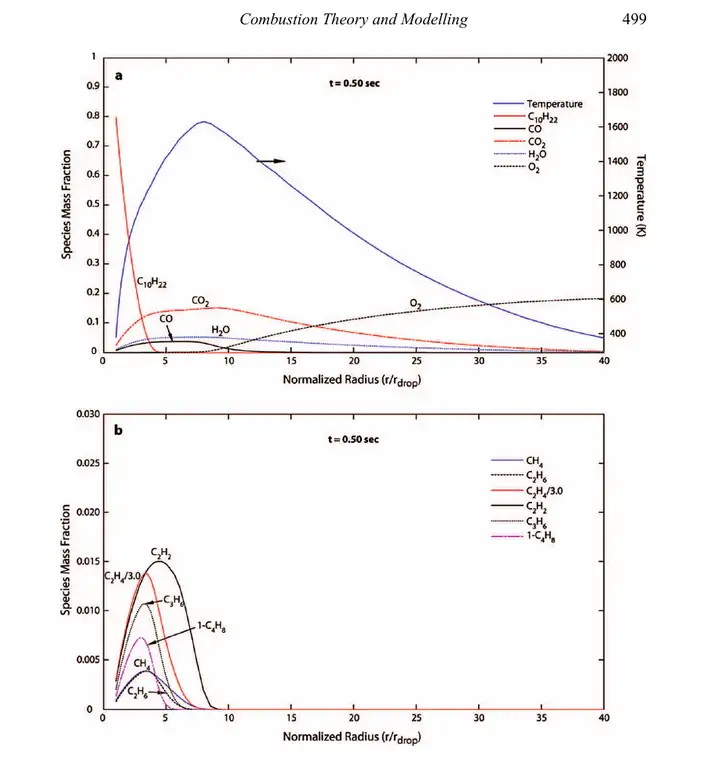 Combustion Theory and Modelling 499
a
t = 0.50 sec
1
0.9
0.8
0.7
0.6
0.5
0.4
0.3
0.2
0.1
0
Species Mass Fraction
2000
1800
1600
1400
1200
1000
800
600
400
Temperature (K)
Temperature
C10H22
CO
CO2
H2O
O2
C10H22
CO2
CO
H2O
O2
0 5 10 15 20 25 30 35 40
Normalized Radius (r/rdrop)
b
t = 0.50 sec
0.030
0.025
0.020
0.015
0.010
0.005
0
Species Mass Fraction
CH4
C2H6
C2H4/3.0
C2H2
C3H6
1-C4H8
C2H2
C2H4/3.0
C3H6
1-C4H8
CH4
C2H6
0 5 10 15 20 25 30 35 40
Normalized Radius (r/rdrop)